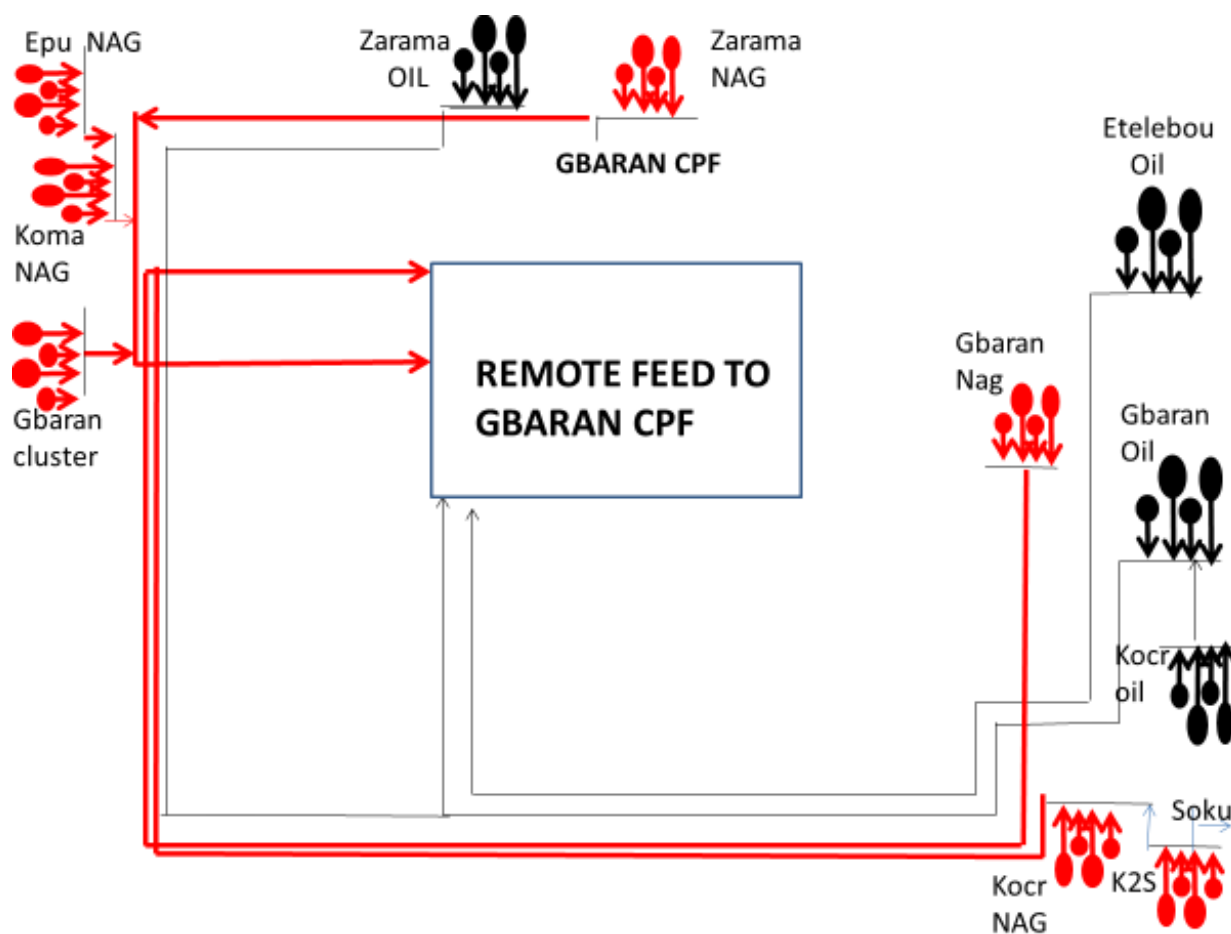 Epu NAG
Zarama
OIL
Zarama
NAG
GBARAN CPF
Etelebou
Oil
Koma
NAG
REMOTE FEED TO
GBARAN CPF
Gbaran
Nag
Gbaran
cluster
Gbaran
Oil
Kocr
oil
Soku
K2S
Kocr
NAG